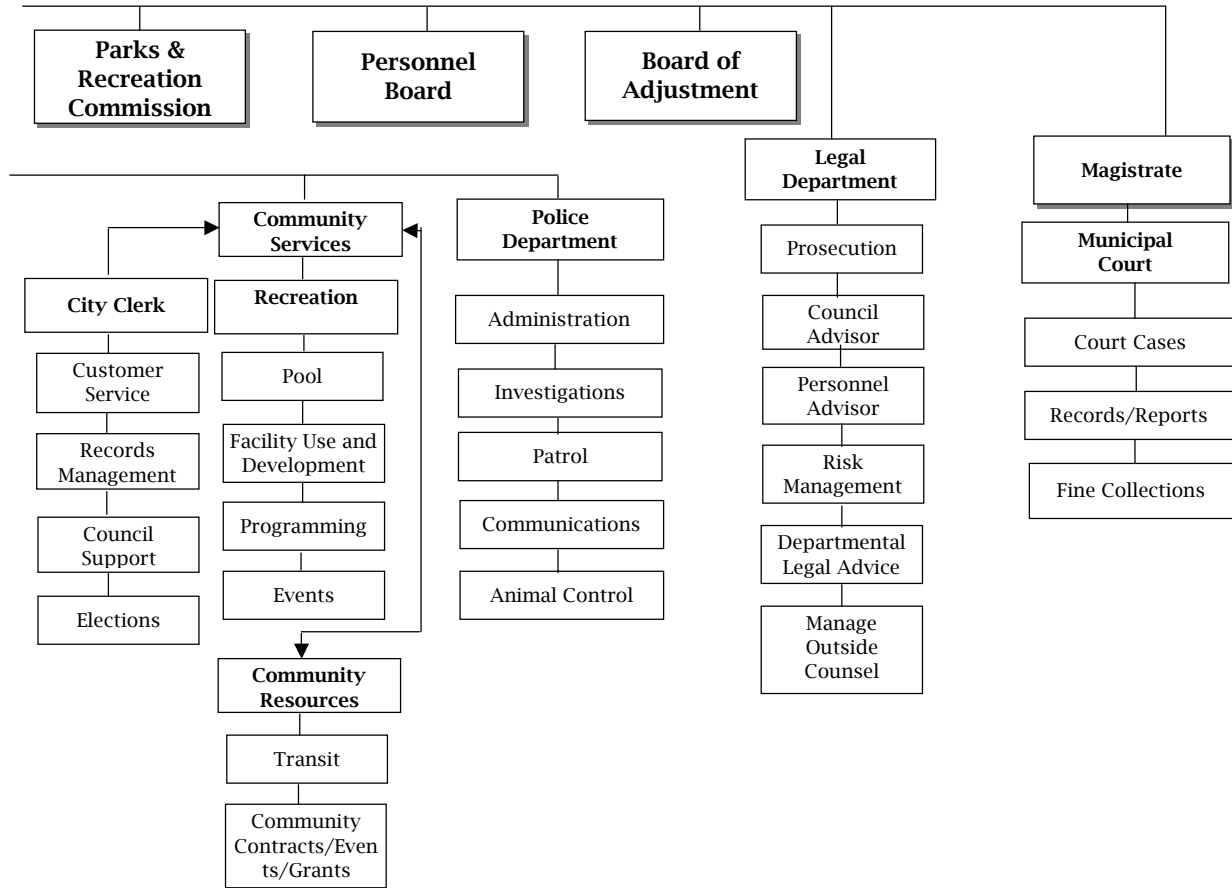 Parks &
Recreation
Commission
Personnel
Board
Board of
Adjustment
Legal
Department
Magistrate
Community
Services
Police
Department
Prosecution
Municipal
Court
City Clerk
Recreation
Administration
Council
Advisor
Court Cases
Customer
Service
Pool
Investigations
Personnel
Advisor
Records/Reports
Records
Management
Facility Use and
Development
Patrol
Risk
Management
Fine Collections
Council
Support
Programming
Communications
Departmental
Legal Advice
Elections
Events
Animal Control
Manage
Outside
Counsel
Community
Resources
Transit
Community
Contracts/Even
ts/Grants